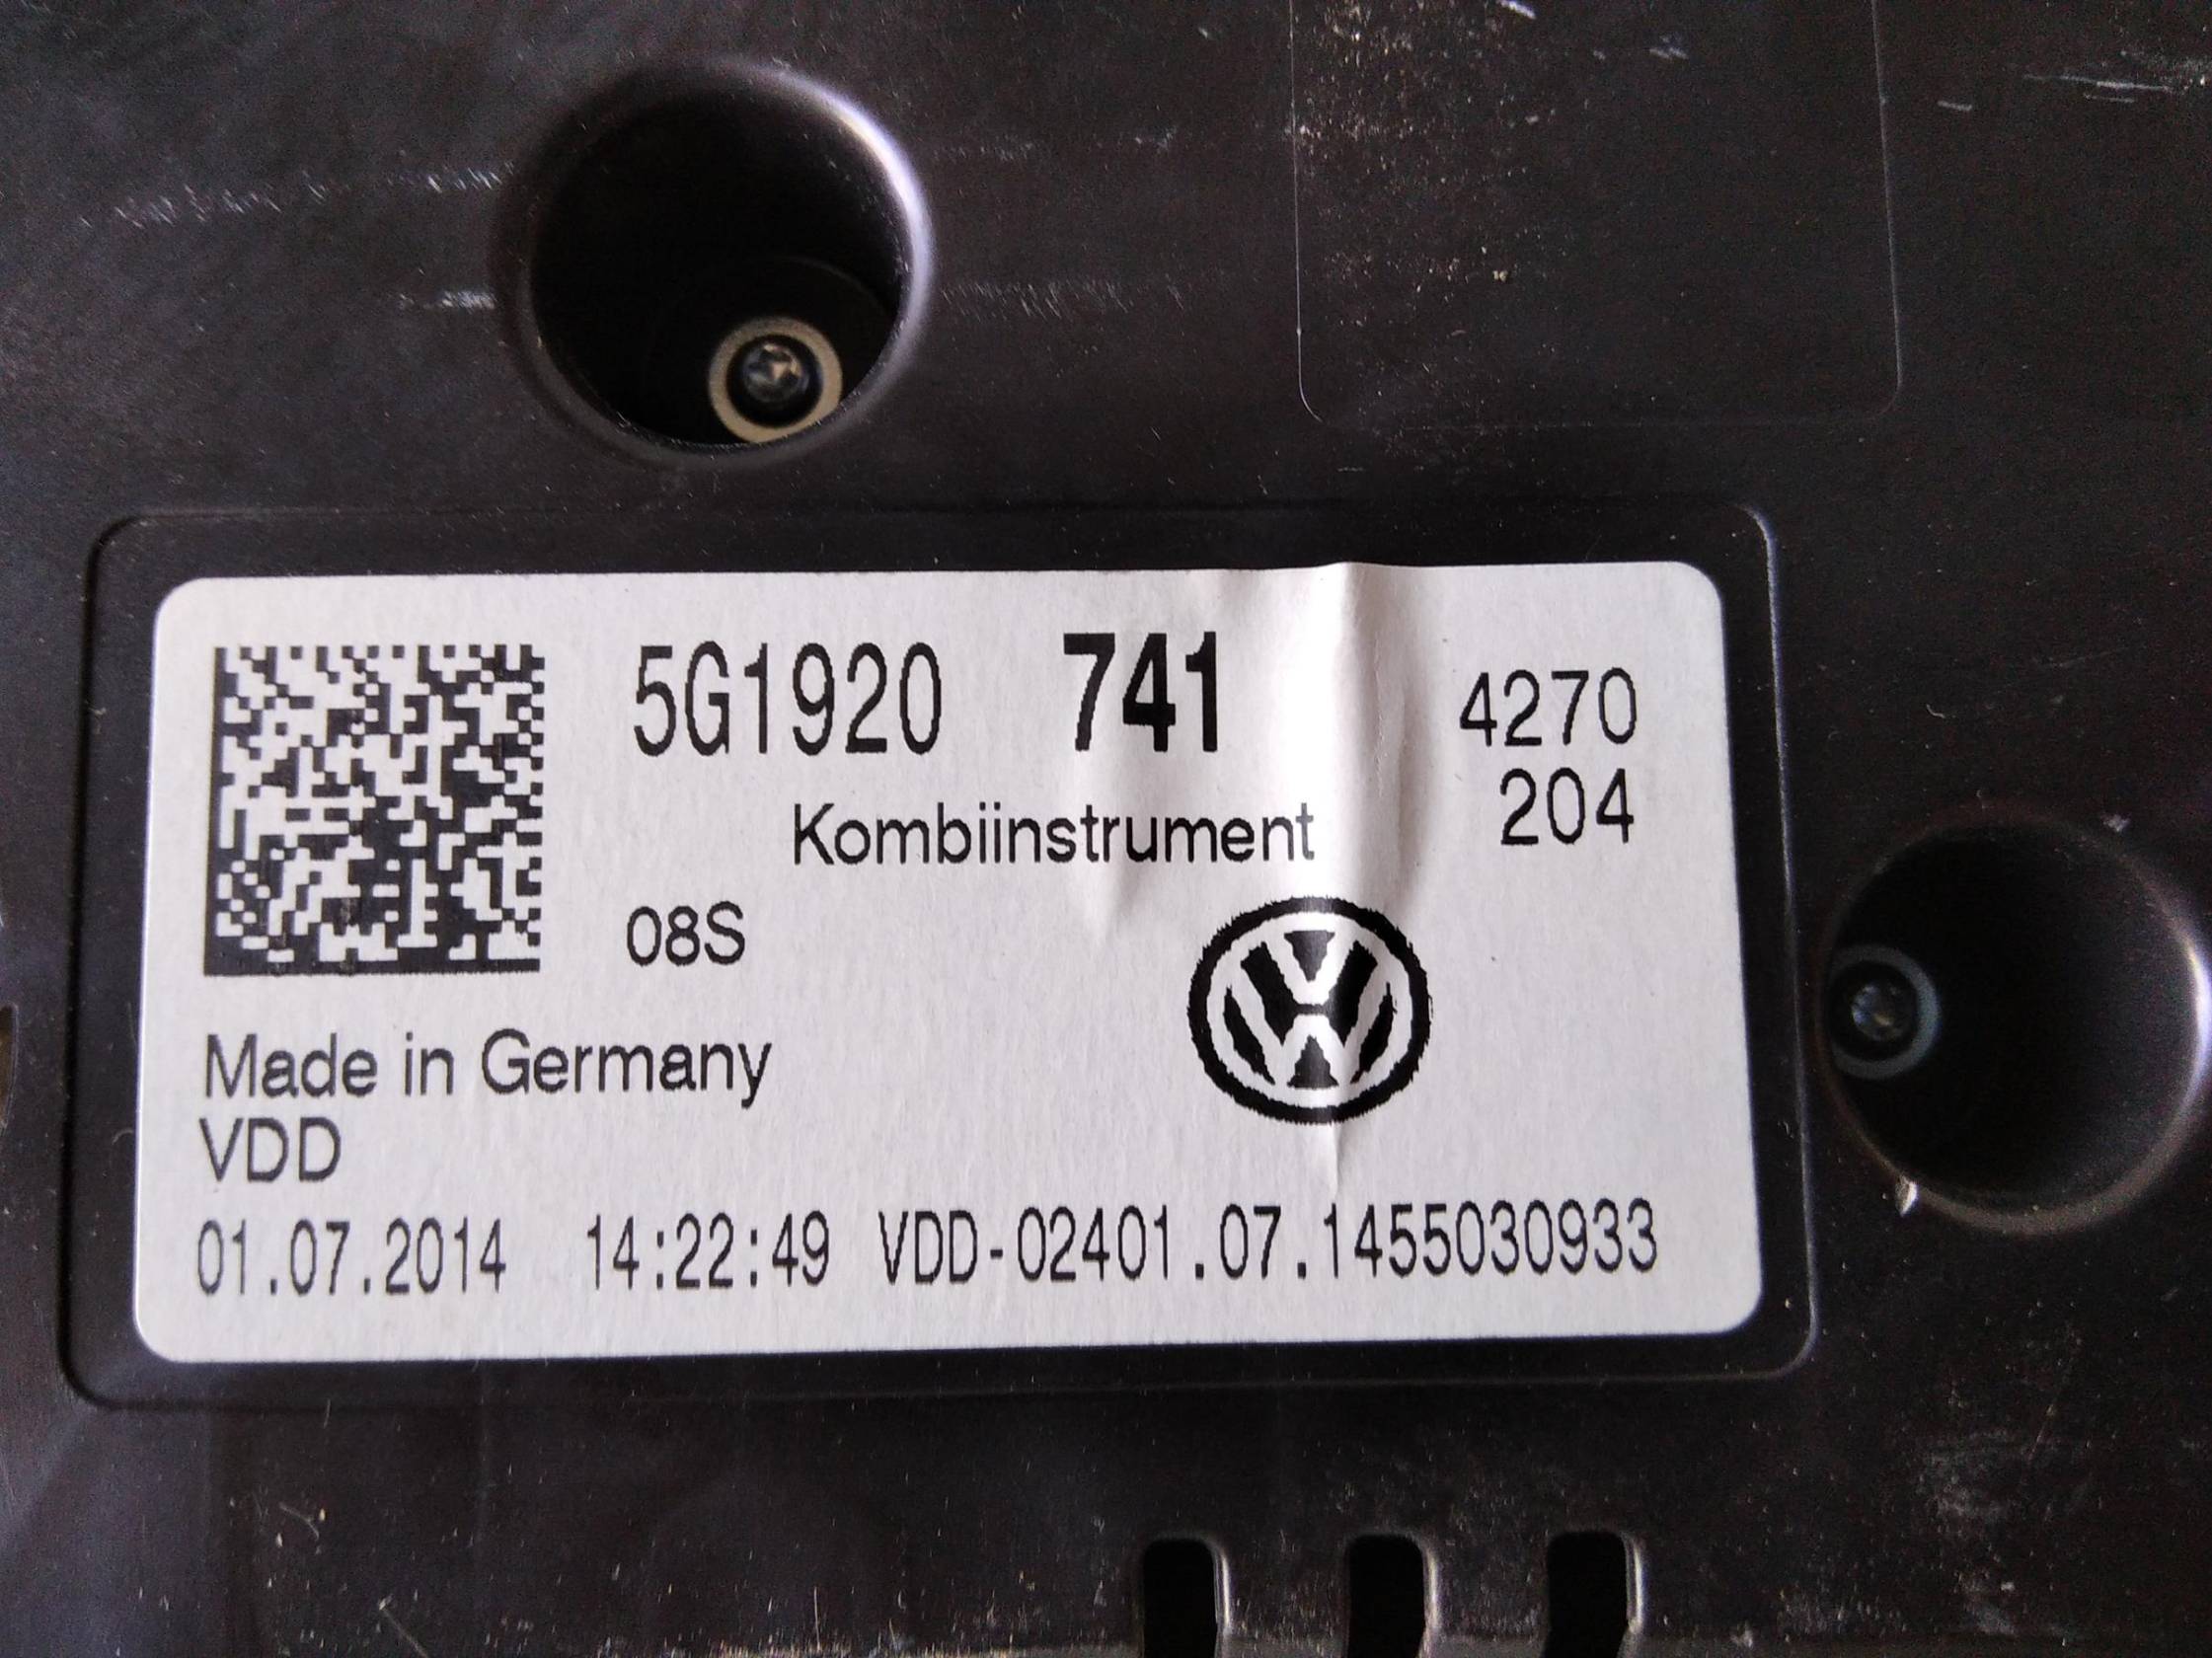 5G1920 741 4270
204
Kombiinstrument
08S
Made in Germany
VDD
01.07.2014 14:22:49 VDD-02401.07.1455030933